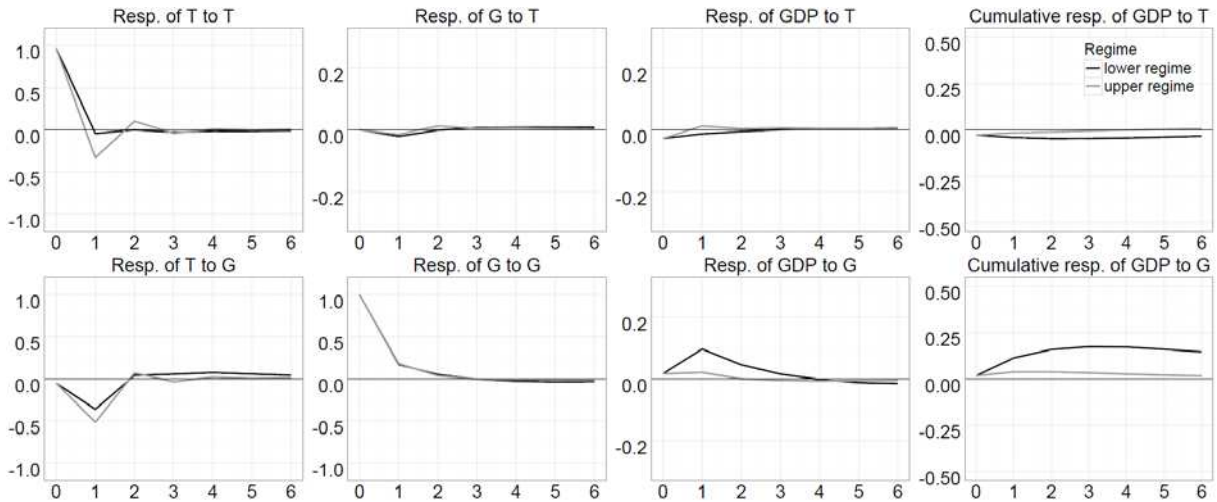 Resp. of T to T
Resp. of G to T
Resp. of GDP to T
Cumulative resp. of GDP to T
1.0
0.5
0.0
-0.5
-1.0
0 1 2 3 4 5 6
0.2
0.0
-0.2
0 1 2 3 4 5 6
0.2
0.0
-0.2
0 1 2 3 4 5 6
0.50
0.25
0.00
-0.25
-0.50
Regime
lower regime
upper regime
0 1 2 3 4 5 6
Resp. of T to G
Resp. of G to G
Resp. of GDP to G
Cumulative resp. of GDP to G
1.0
0.5
0.0
-0.5
-1.0
0 1 2 3 4 5 6
1.0
0.5
0.0
-0.5
-1.0
0 1 2 3 4 5 6
0.2
0.0
-0.2
0 1 2 3 4 5 6
0.50
0.25
0.00
-0.25
-0.50
0 1 2 3 4 5 6